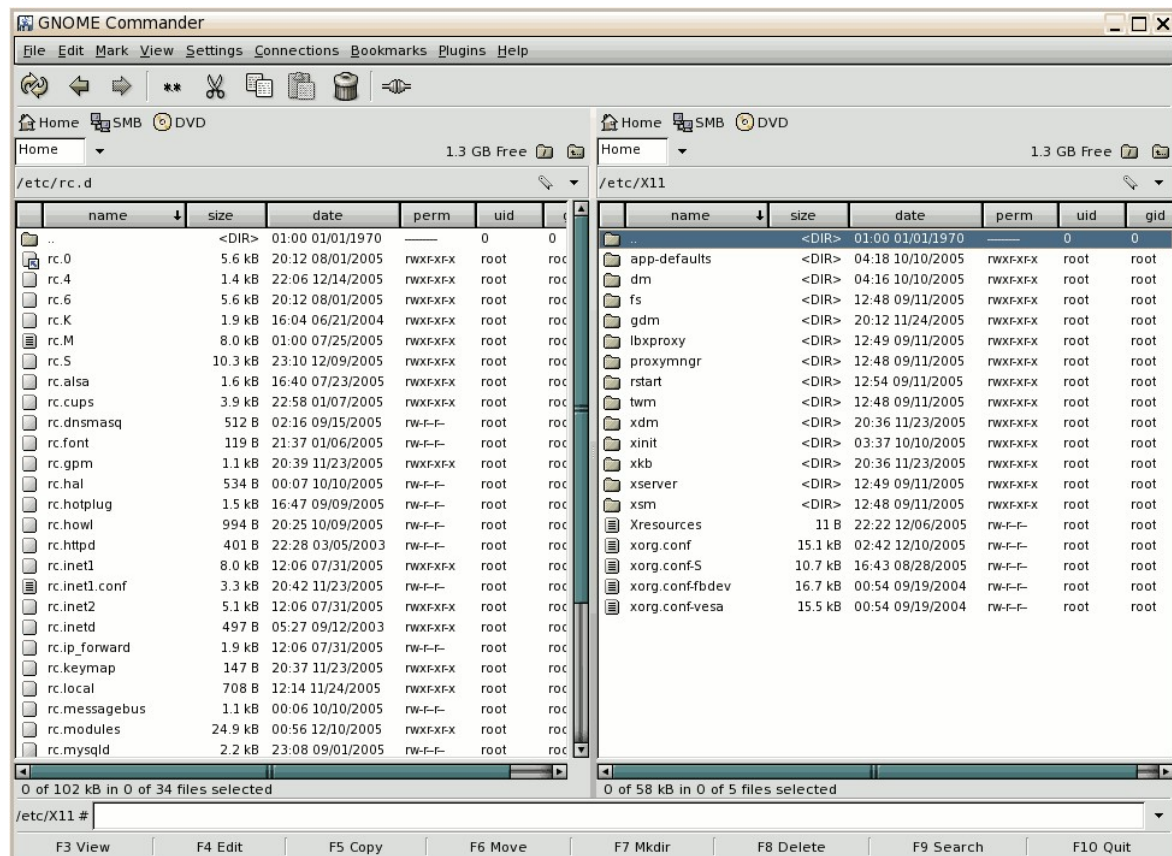 GNOME Commander
File Edit Mark View Settings Connections Bookmarks Plugins Help
Home SMB DVD
Home 1.3 GB Free
/etc/rc.d
name size date perm uid g
.. <DIR> 01:00 01/01/1970 ——— 0 0
rc.0 5.6 kB 20:12 08/01/2005 rwxr-xr-x root roo
rc.4 1.4 kB 22:06 12/14/2005 rwxr-xr-x root roo
rc.6 5.6 kB 20:12 08/01/2005 rwxr-xr-x root roo
rc.K 1.9 kB 16:04 06/21/2004 rwxr-xr-x root roo
rc.M 8.0 kB 01:00 07/25/2005 rwxr-xr-x root roo
rc.S 10.3 kB 23:10 12/09/2005 rwxr-xr-x root roo
rc.alsa 1.6 kB 16:40 07/23/2005 rwxr-xr-x root roo
rc.cups 3.9 kB 22:58 01/07/2005 rwxr-xr-x root roo
rc.dnsmasq 512 B 02:16 09/15/2005 rw-r--r-- root roo
rc.font 119 B 21:37 01/06/2005 rw-r--r-- root roo
rc.gpm 1.1 kB 20:39 11/23/2005 rwxr-xr-x root roo
rc.hal 534 B 00:07 10/10/2005 rw-r--r-- root roo
rc.hotplug 1.5 kB 16:47 09/09/2005 rw-r--r-- root roo
rc.howl 994 B 20:25 10/09/2005 rw-r--r-- root roo
rc.httpd 401 B 22:28 03/05/2003 rw-r--r-- root roo
rc.inet1 8.0 kB 12:06 07/31/2005 rwxr-xr-x root roo
rc.inet1.conf 3.3 kB 20:42 11/23/2005 rw-r--r-- root roo
rc.inet2 5.1 kB 12:06 07/31/2005 rwxr-xr-x root roo
rc.inetd 497 B 05:27 09/12/2003 rwxr-xr-x root roo
rc.ip_forward 1.9 kB 12:06 07/31/2005 rw-r--r-- root roo
rc.keymap 147 B 20:37 11/23/2005 rwxr-xr-x root roo
rc.local 708 B 12:14 11/24/2005 rwxr-xr-x root roo
rc.messagebus 1.1 kB 00:06 10/10/2005 rw-r--r-- root roo
rc.modules 24.9 kB 00:56 12/10/2005 rwxr-xr-x root roo
rc.mysqld 2.2 kB 23:08 09/01/2005 rw-r--r-- root roo
0 of 102 kB in 0 of 34 files selected
Home SMB DVD
Home 1.3 GB Free
/etc/X11
name size date perm uid gid
.. <DIR> 01:00 01/01/1970 ——— 0 0
app-defaults <DIR> 04:18 10/10/2005 rwxr-xr-x root root
dm <DIR> 04:16 10/10/2005 rwxr-xr-x root root
fs <DIR> 12:48 09/11/2005 rwxr-xr-x root root
gdm <DIR> 20:12 11/24/2005 rwxr-xr-x root root
lbxproxy <DIR> 12:49 09/11/2005 rwxr-xr-x root root
proxymngr <DIR> 12:48 09/11/2005 rwxr-xr-x root root
rstart <DIR> 12:54 09/11/2005 rwxr-xr-x root root
twm <DIR> 12:48 09/11/2005 rwxr-xr-x root root
xdm <DIR> 20:36 11/23/2005 rwxr-xr-x root root
xinit <DIR> 03:37 10/10/2005 rwxr-xr-x root root
xkb <DIR> 20:36 11/23/2005 rwxr-xr-x root root
xserver <DIR> 12:49 09/11/2005 rwxr-xr-x root root
xsm <DIR> 12:48 09/11/2005 rwxr-xr-x root root
Xresources 11 B 22:22 12/06/2005 rw-r--r-- root root
xorg.conf 15.1 kB 02:42 12/10/2005 rw-r--r-- root root
xorg.conf-S 10.7 kB 16:43 08/28/2005 rw-r--r-- root root
xorg.conf-fbdev 16.7 kB 00:54 09/19/2004 rw-r--r-- root root
xorg.conf-vesa 15.5 kB 00:54 09/19/2004 rw-r--r-- root root
0 of 58 kB in 0 of 5 files selected
/etc/X11 #
F3 View F4 Edit F5 Copy F6 Move F7 Mkdir F8 Delete F9 Search F10 Quit